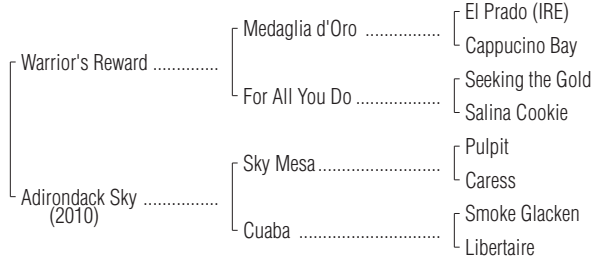 El Prado (IRE)
Medaglia d'Oro ..................
Cappucino Bay
Warrior's Reward ..............
Seeking the Gold
For All You Do ....................
Salina Cookie
Pulpit
Sky Mesa .............................
Caress
Adirondack Sky ................
(2010)
Smoke Glacken
Cuaba .................................
Libertaire